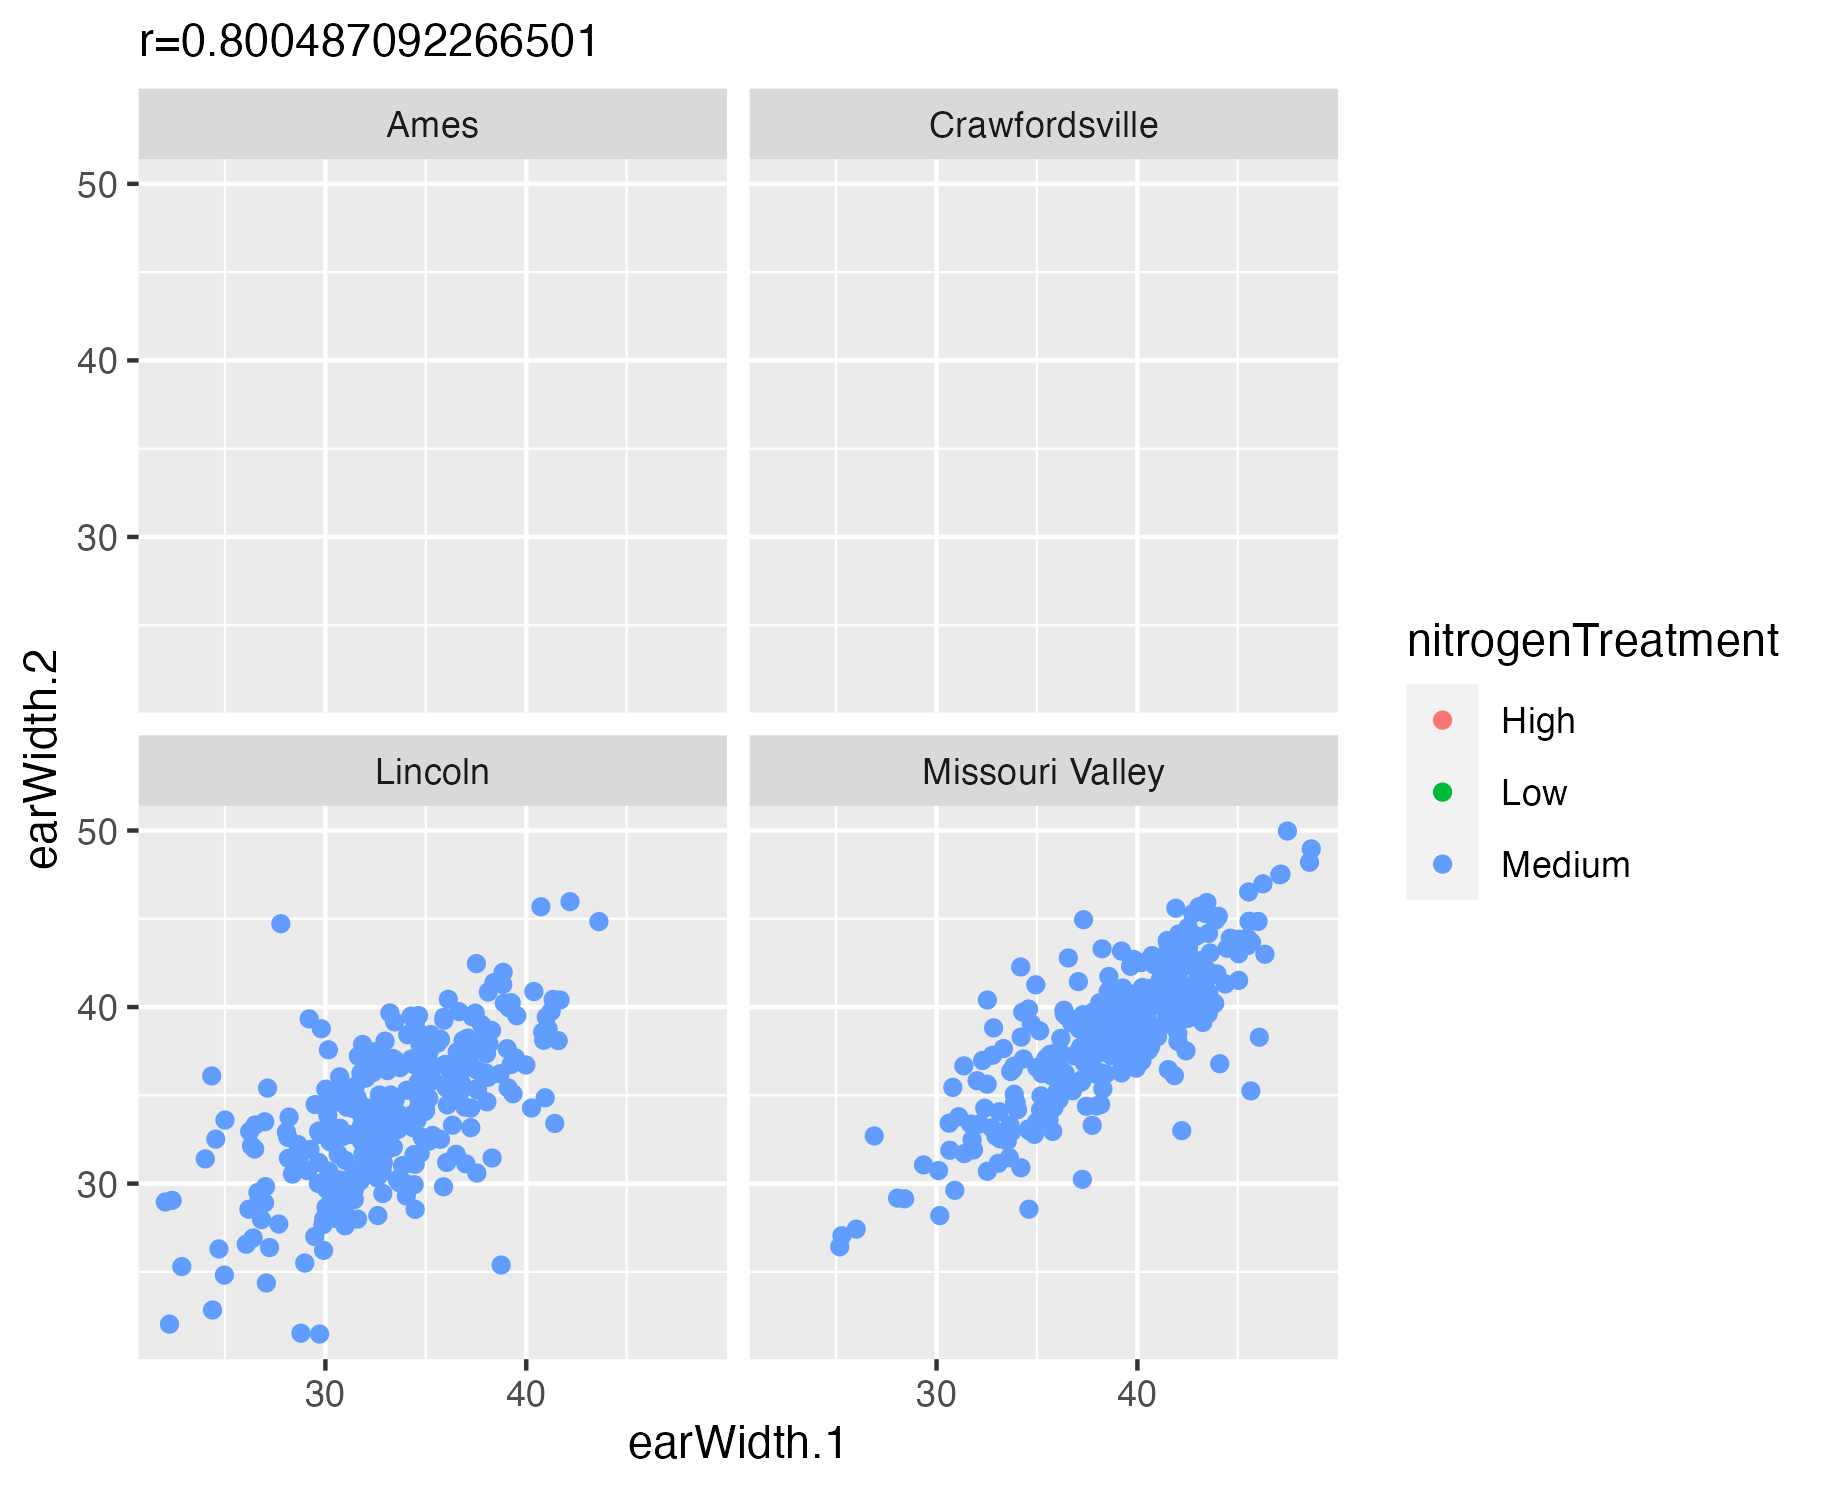 r=0.800487092266501
Ames
Crawfordsville
50
40
30
earWidth.2
Lincoln
Missouri Valley
50
40
30
30
40
30
40
earWidth.1
nitrogenTreatment
High
Low
Medium